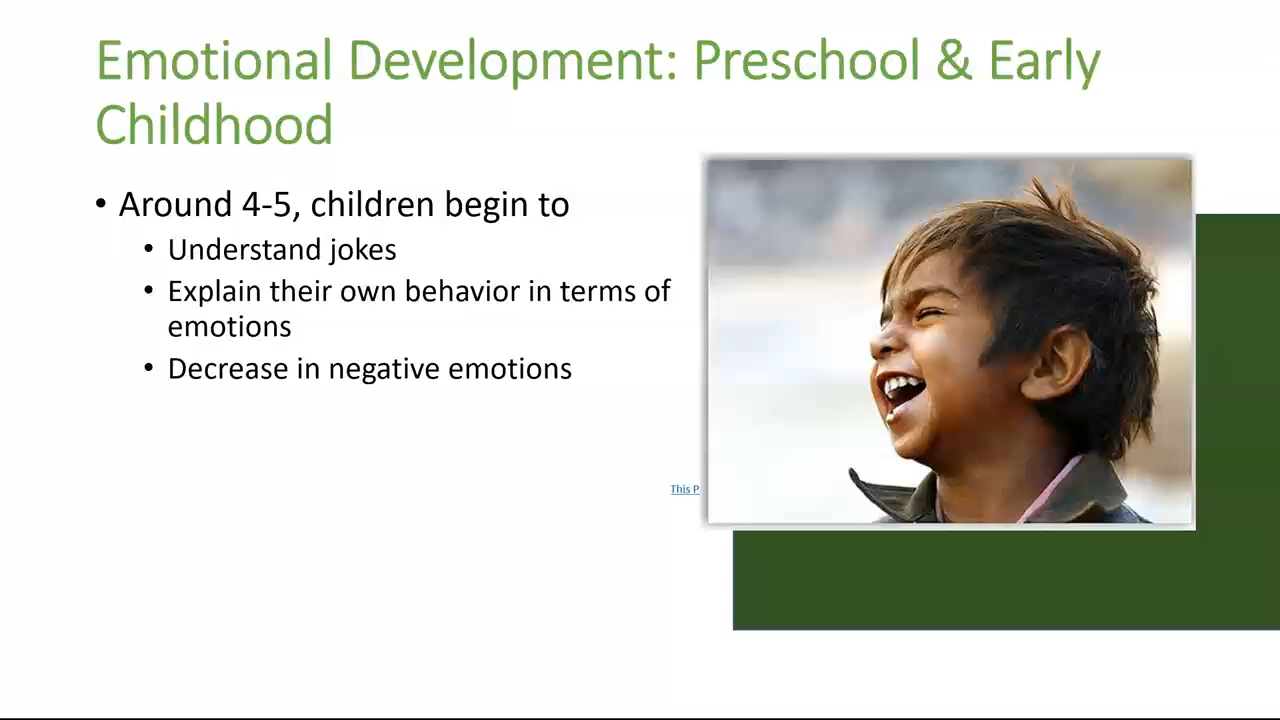 Emotional Development: Preschool & Early
Childhood
• Around 4-5, children begin to
• Understand jokes
• Explain their own behavior in terms of
emotions
• Decrease in negative emotions
This P